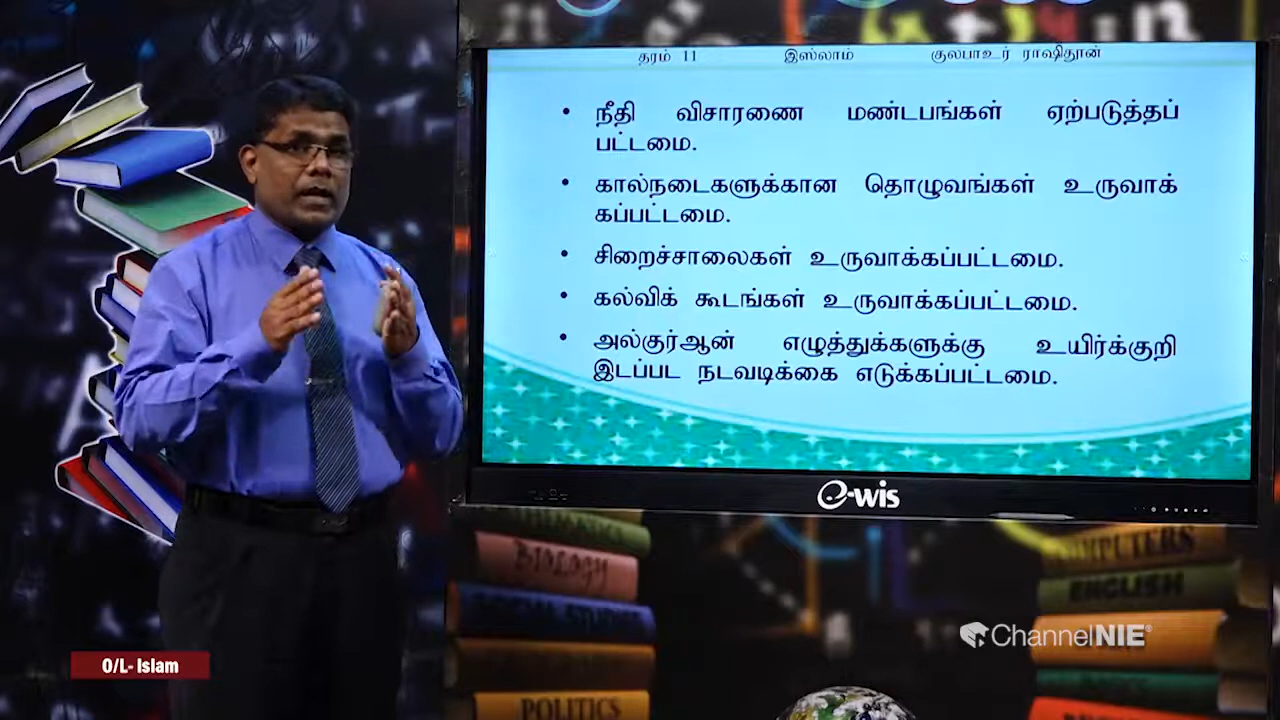 தரம் 11 இஸ்லாம் குலபாஉர் ராஷிதூன்
• நீதி விசாரணை மண்டபங்கள் ஏற்படுத்தப்
பட்டமை.
• கால்நடைகளுக்கான தொழுவங்கள் உருவாக்
கப்பட்டமை.
• சிறைச்சாலைகள் உருவாக்கப்பட்டமை.
• கல்விக் கூடங்கள் உருவாக்கப்பட்டமை.
• அல்குர்ஆன் எழுத்துக்களுக்கு உயிர்க்குறி
இடப்பட நடவடிக்கை எடுக்கப்பட்டமை.
e-wis
BIOLOGY
SOCIAL STUDIES
POLITICS
COMPUTERS
ENGLISH
ChannelNIE®
O/L- Islam